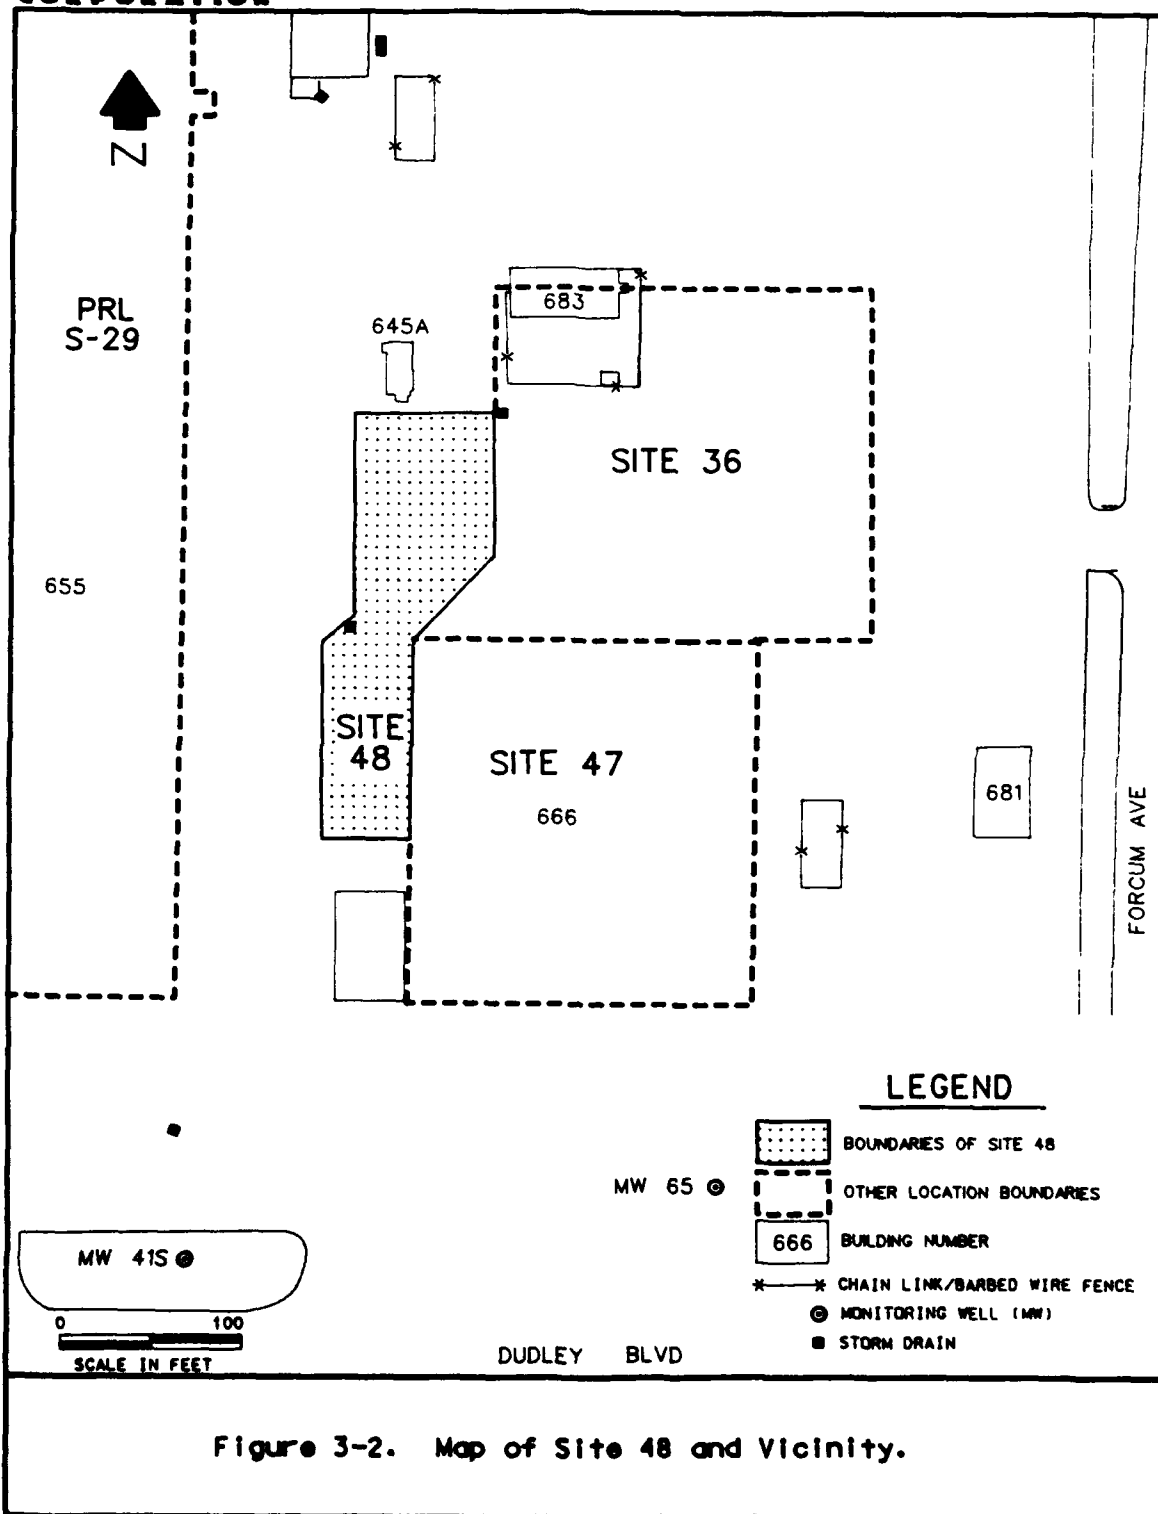 N
PRL
S-29
645A
683
SITE 36
655
SITE
48
SITE 47
666
681
FORCUM AVE
LEGEND
BOUNDARIES OF SITE 48
OTHER LOCATION BOUNDARIES
666 BUILDING NUMBER
CHAIN LINK/BARBED WIRE FENCE
MONITORING WELL (MW)
STORM DRAIN
MW 65
MW 41S
0 100
SCALE IN FEET
DUDLEY BLVD
Figure 3-2. Map of Site 48 and Vicinity.